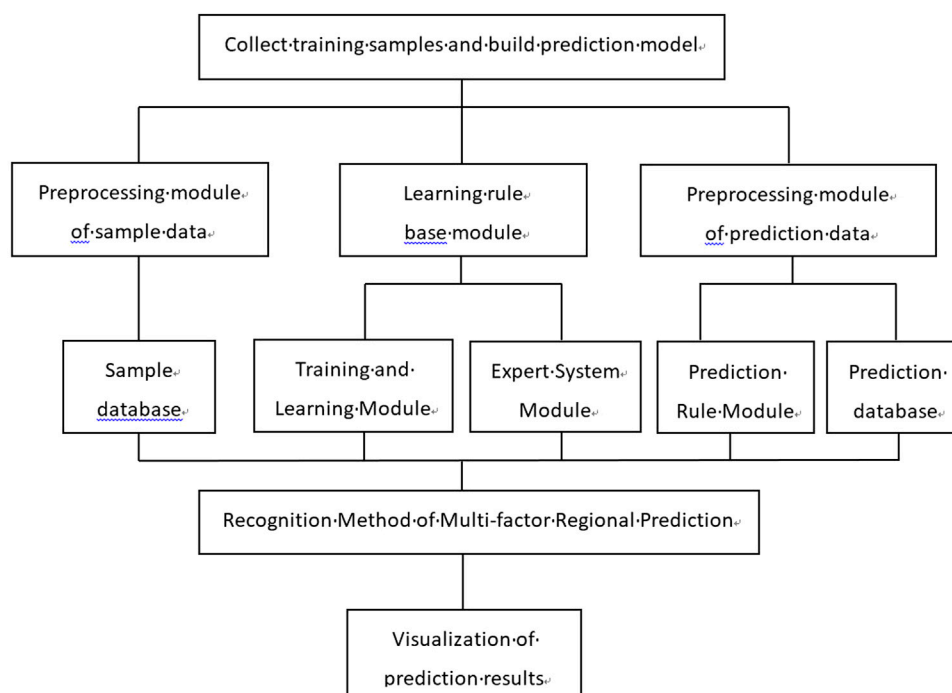 Collect training samples and build prediction model
Preprocessing module
of sample data
Learning rule
base module
Preprocessing module
of prediction data
Sample
database
Training and
Learning Module
Expert System
Module
Prediction
Rule Module
Prediction
database
Recognition Method of Multi-factor Regional Prediction
Visualization of
prediction results